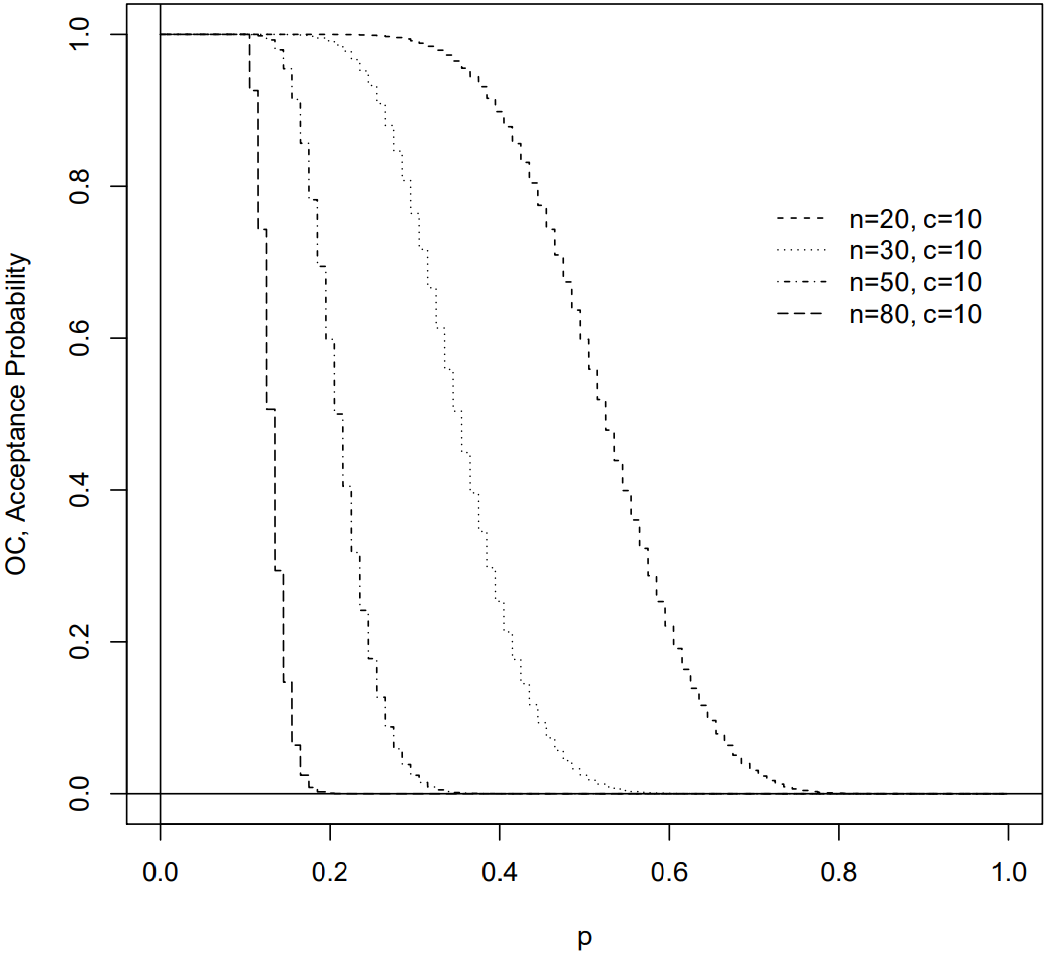 OC, Acceptance Probability
1.0
0.8
0.6
0.4
0.2
0.0
n=20, c=10
n=30, c=10
n=50, c=10
n=80, c=10
0.0 0.2 0.4 0.6 0.8 1.0
p